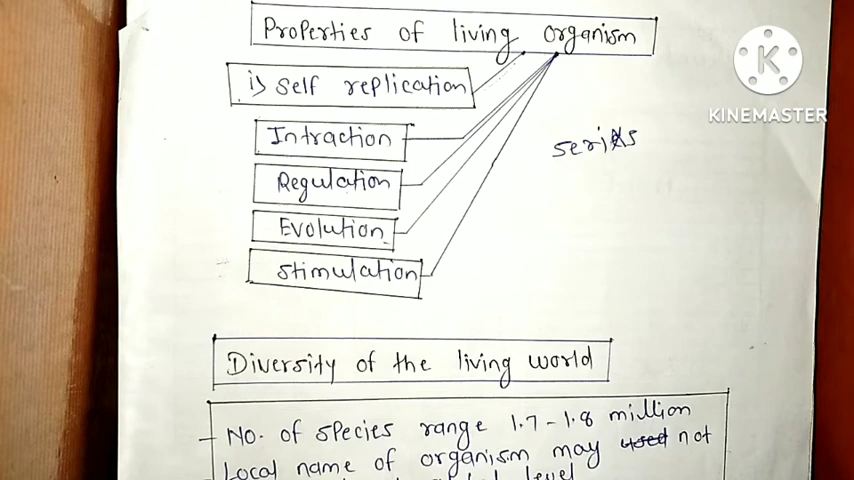 Properties of living organism
i> Self replication
Intraction
Regulation
Evolution
Stimulation
K
KINEMASTER
Diversity of the living world
- No. of species range 1.7 - 1.8 million
Local name of organism may used not
level